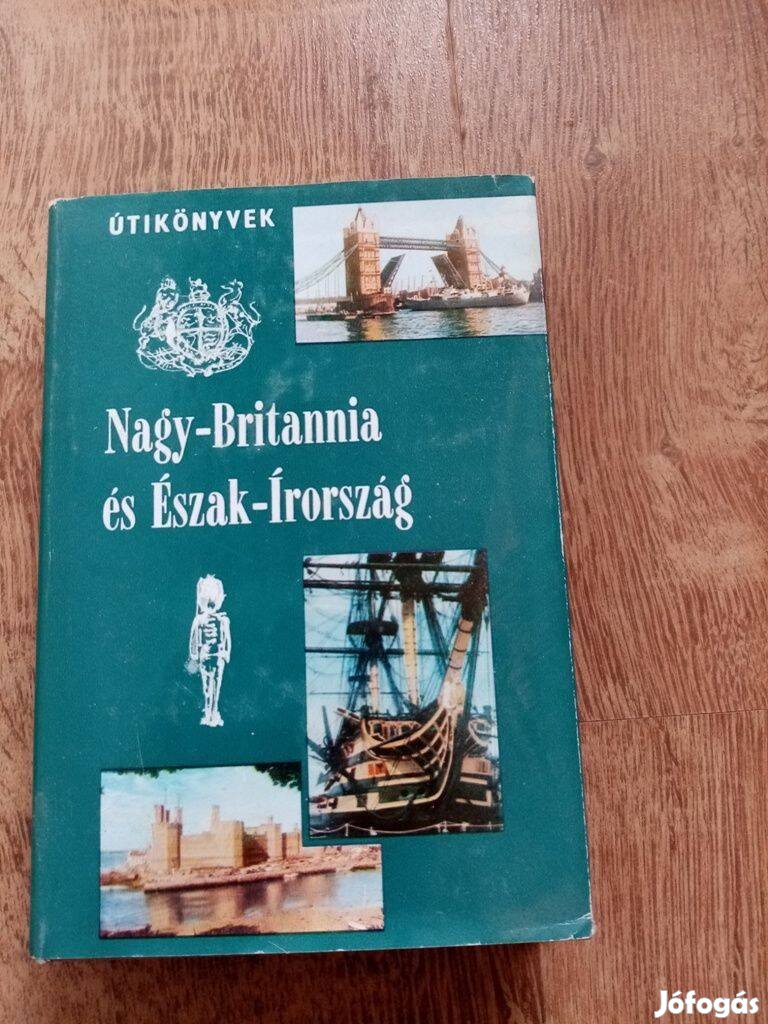 ÚTIKÖNYVEK
Nagy-Britannia
és Észak-Írország
Jófogás